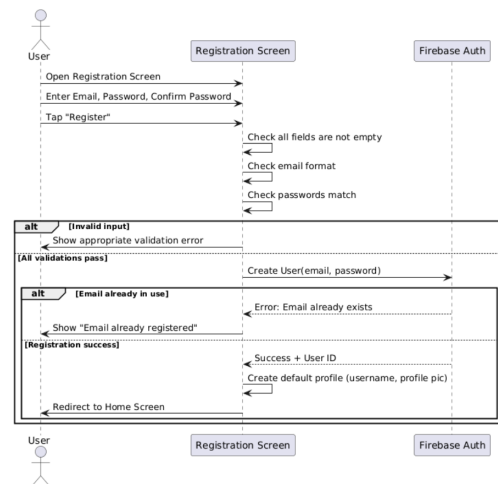 User
Registration Screen
Firebase Auth
Open Registration Screen
Enter Email, Password, Confirm Password
Tap "Register"
Check all fields are not empty
Check email format
Check passwords match
alt [Invalid input]
Show appropriate validation error
[All validations pass]
Create User(email, password)
alt [Email already in use]
Error: Email already exists
Show "Email already registered"
[Registration success]
Success + User ID
Create default profile (username, profile pic)
Redirect to Home Screen
User
Registration Screen
Firebase Auth